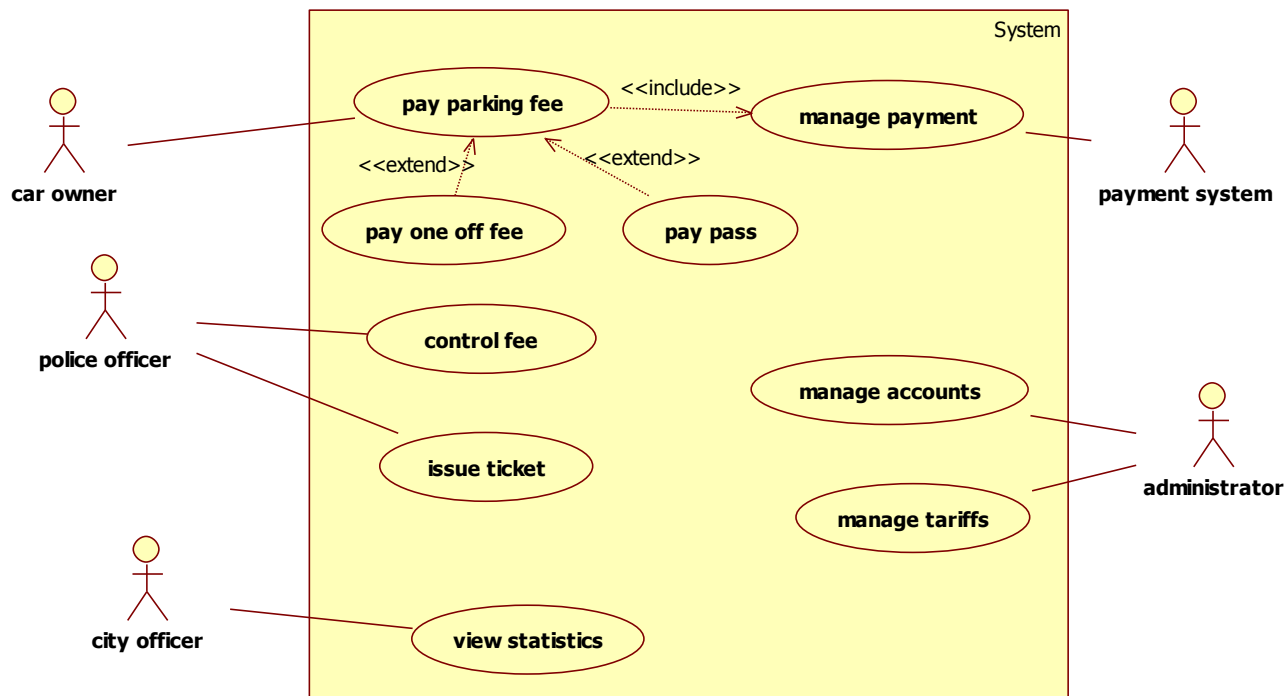 System
<<include>>
pay parking fee
manage payment
<<extend>>
<<extend>>
car owner
payment system
pay one off fee
pay pass
control fee
police officer
manage accounts
issue ticket
administrator
manage tariffs
city officer
view statistics